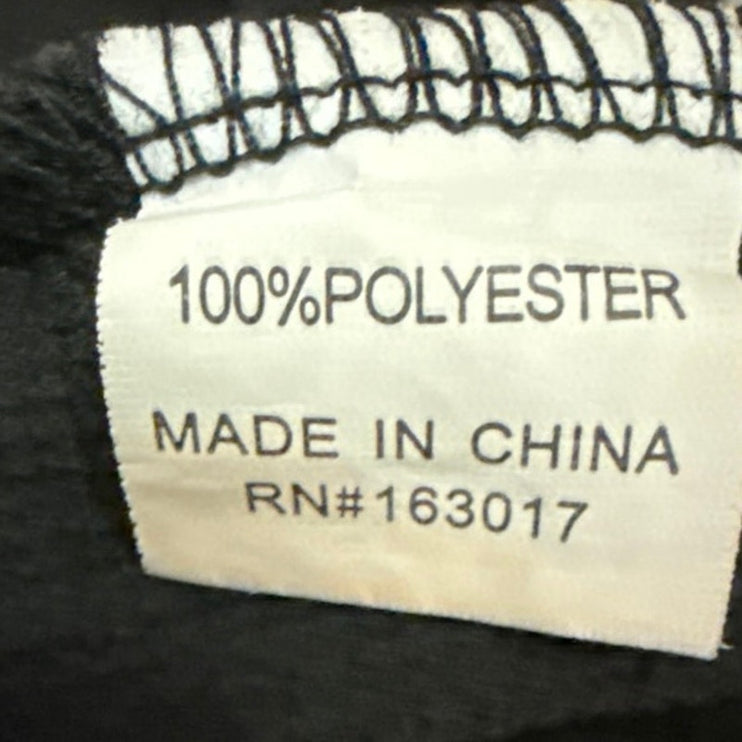 100%POLYESTER
MADE IN CHINA
RN#163017